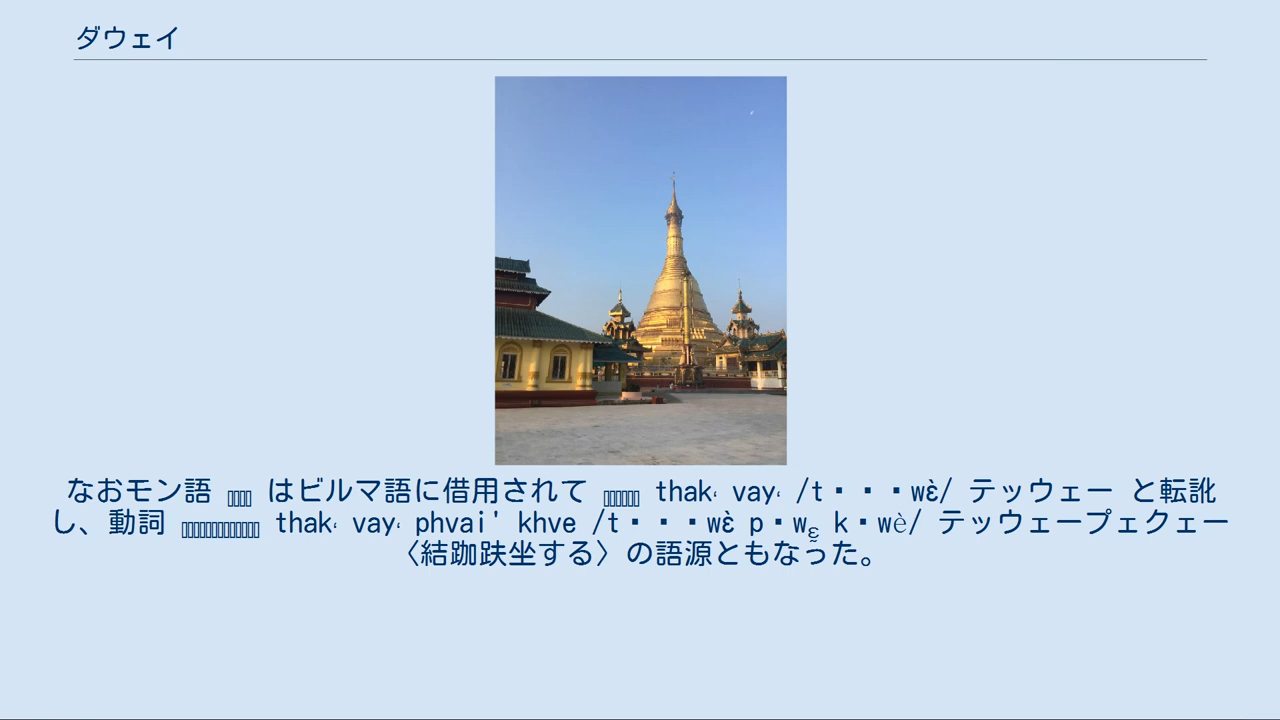 ダウェイ
なおモン語 はビルマ語に借用されて thak‘ vay‘ /t・・・wὲ/ テッウェー と転訛
し、動詞 thak‘ vay‘ phvai' khve /t・・・wὲ p・wɛ̰ k・wè/ テッウェープェクェー
〈結跏趺坐する〉の語源ともなった。